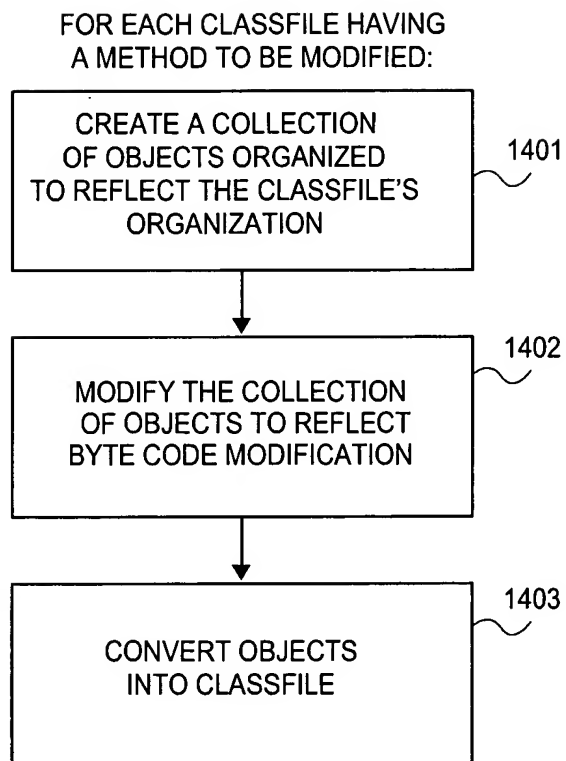 FOR EACH CLASSFILE HAVING
A METHOD TO BE MODIFIED:
CREATE A COLLECTION
OF OBJECTS ORGANIZED
TO REFLECT THE CLASSFILE'S
ORGANIZATION
1401
MODIFY THE COLLECTION
OF OBJECTS TO REFLECT
BYTE CODE MODIFICATION
1402
CONVERT OBJECTS
INTO CLASSFILE
1403